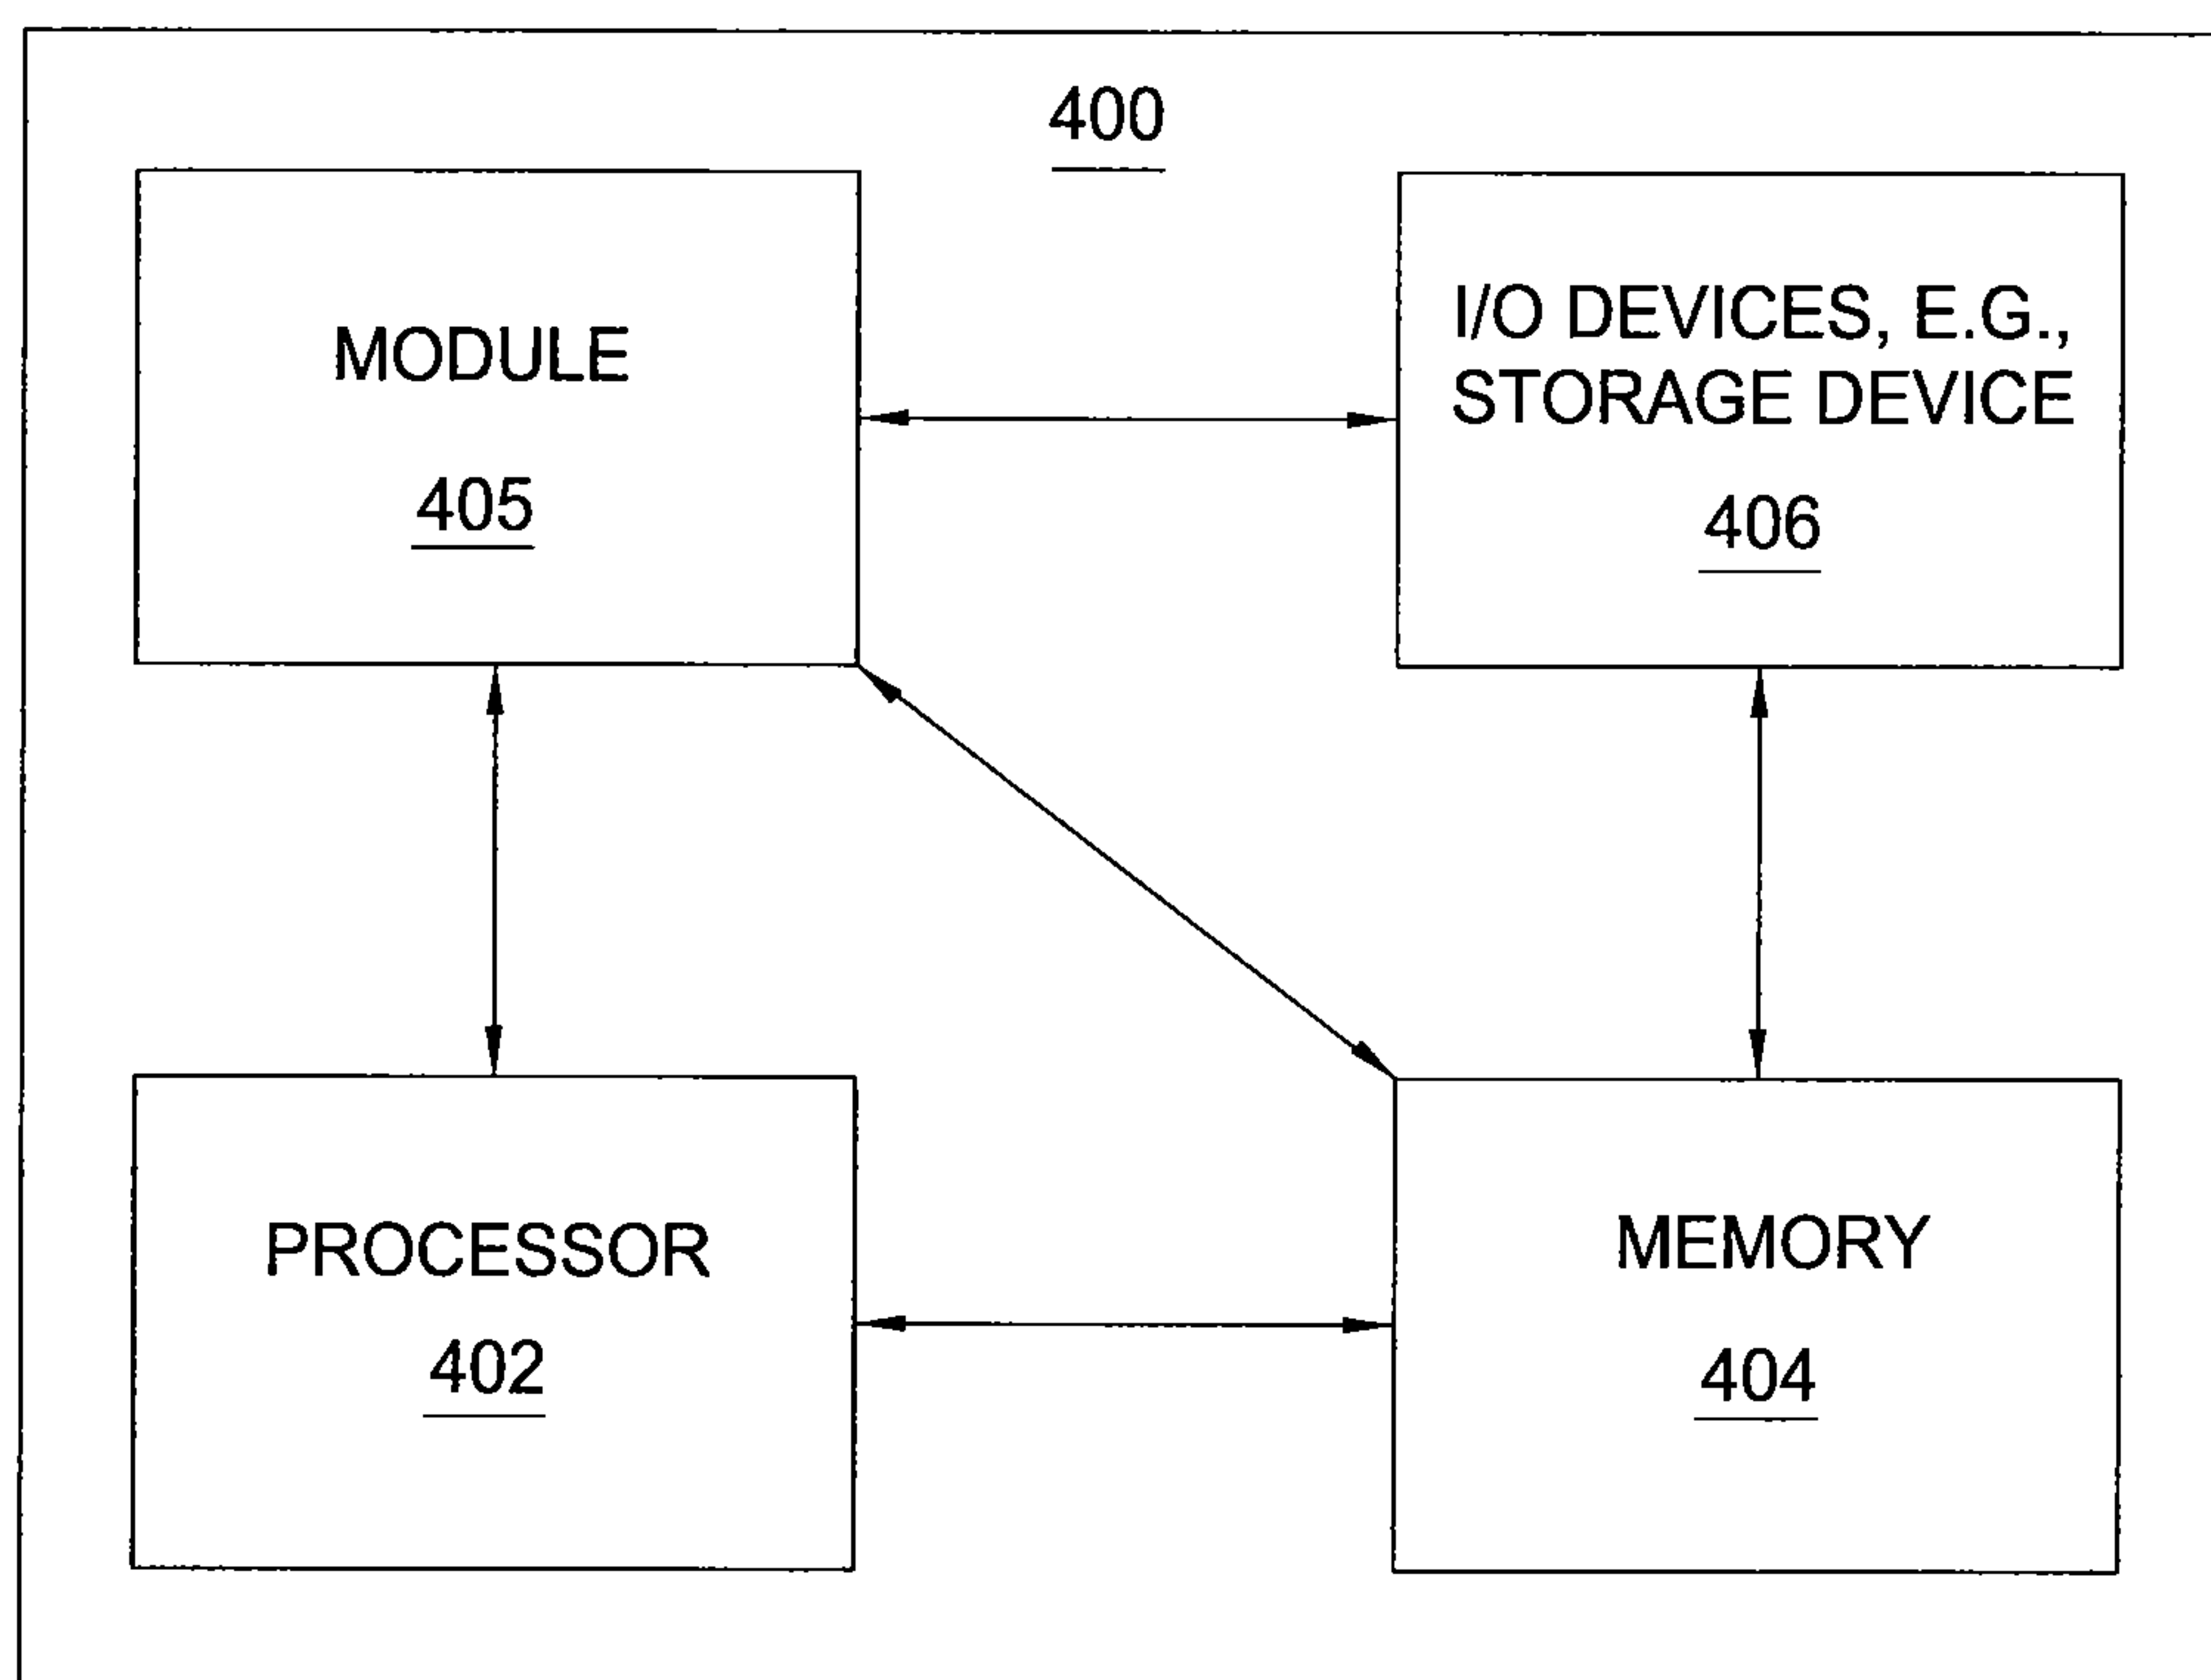 400
MODULE
405
I/O DEVICES, E.G.,
STORAGE DEVICE
406
PROCESSOR
402
MEMORY
404